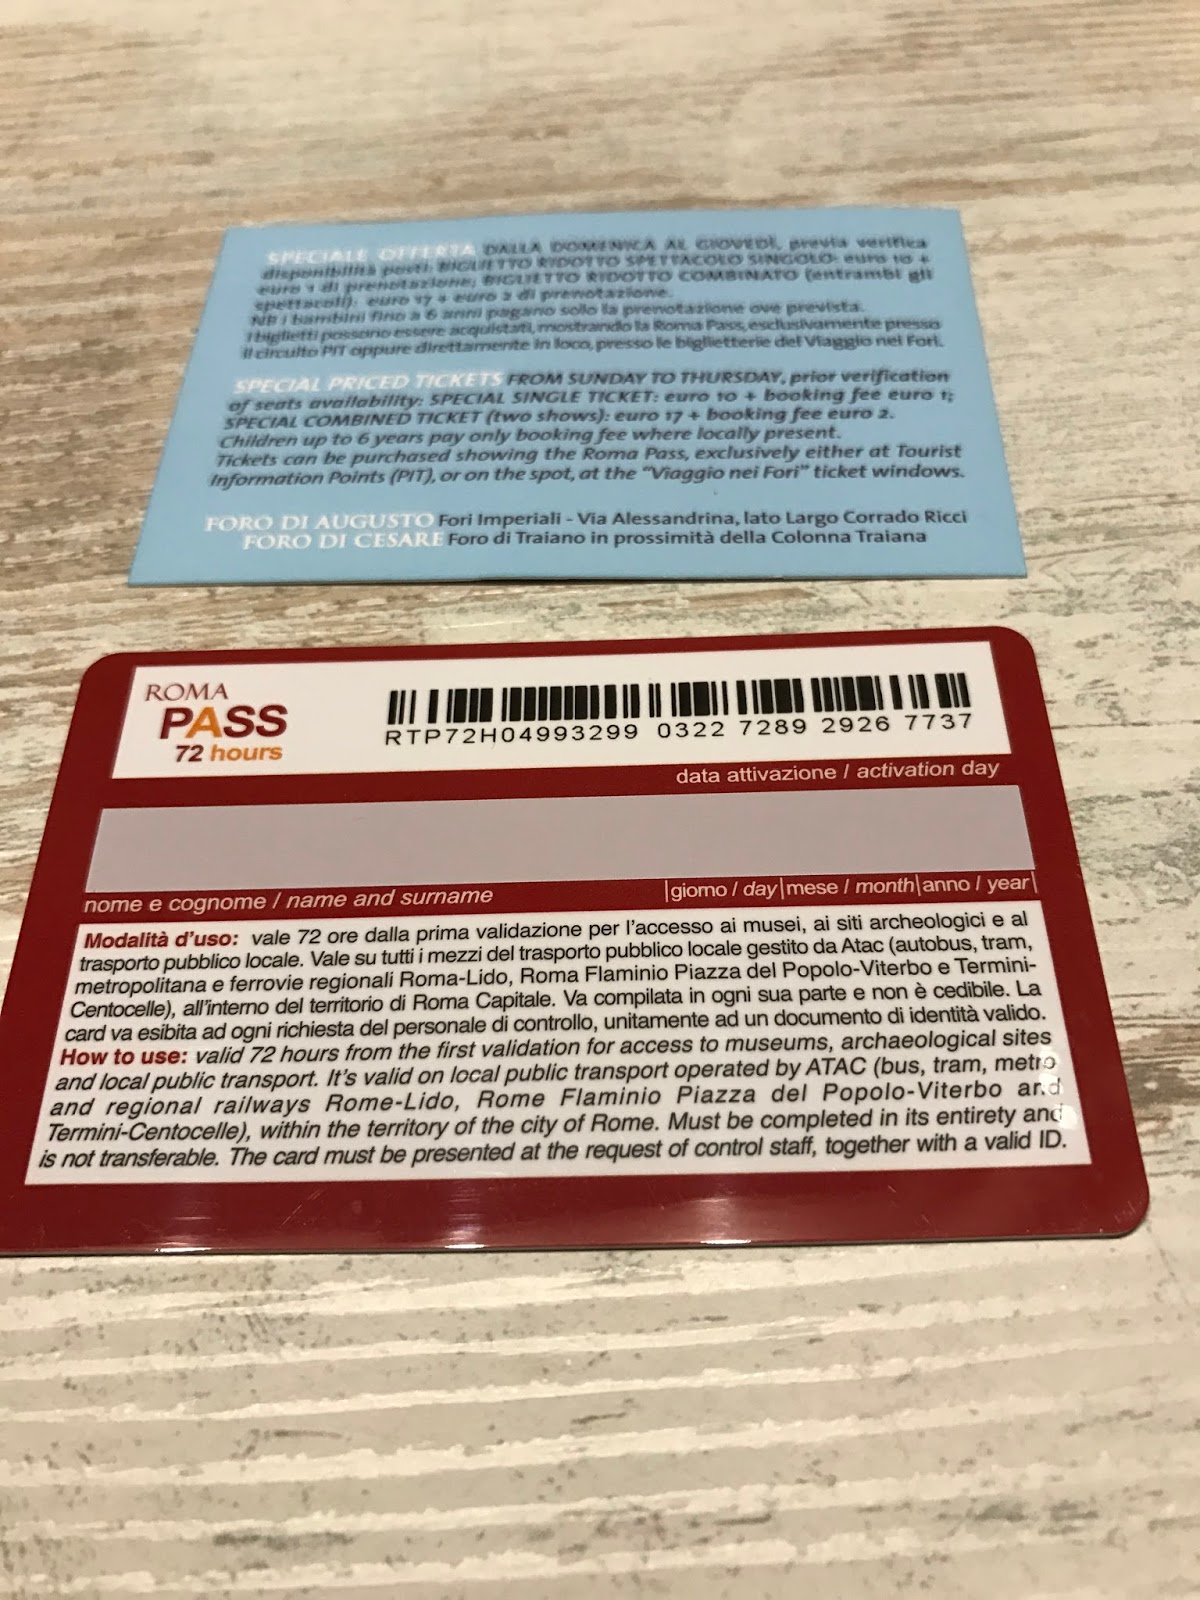 SPECIALE OFFERTA DALLA DOMENICA AL GIOVEDÌ, previa verifica
disponibilità posti: BIGLIETTO RIDOTTO SPETTACOLO SINGOLO: euro 10 +
euro 1 di prenotazione; BIGLIETTO RIDOTTO COMBINATO (entrambi gli
spettacoli): euro 17 + euro 2 di prenotazione.
NB i bambini fino a 6 anni pagano solo la prenotazione ove prevista.
I biglietti possono essere acquistati, mostrando la Roma Pass, esclusivamente presso
il circuito PIT oppure direttamente in loco, presso le biglietterie del Viaggio nei Fori.
SPECIAL PRICED TICKETS FROM SUNDAY TO THURSDAY, prior verification
of seats availability: SPECIAL SINGLE TICKET: euro 10 + booking fee euro 1;
SPECIAL COMBINED TICKET (two shows): euro 17 + booking fee euro 2.
Children up to 6 years pay only booking fee where locally present.
Tickets can be purchased showing the Roma Pass, exclusively either at Tourist
Information Points (PIT), or on the spot, at the "Viaggio nei Fori" ticket windows.
FORO DI AUGUSTO Fori Imperiali - Via Alessandrina, lato Largo Corrado Ricci
FORO DI CESARE Foro di Traiano in prossimità della Colonna Traiana
ROMA
PASS
72 hours
RTP72H04993299 0322 7289 2926 7737
data attivazione / activation day
nome e cognome / name and surname |giorno / day|mese / month|anno / year|
Modalità d'uso: vale 72 ore dalla prima validazione per l'accesso ai musei, ai siti archeologici e al
trasporto pubblico locale. Vale su tutti i mezzi del trasporto pubblico locale gestito da Atac (autobus, tram,
metropolitana e ferrovie regionali Roma-Lido, Roma Flaminio Piazza del Popolo-Viterbo e Termini-
Centocelle), all'interno del territorio di Roma Capitale. Va compilata in ogni sua parte e non è cedibile. La
card va esibita ad ogni richiesta del personale di controllo, unitamente ad un documento di identità valido.
How to use: valid 72 hours from the first validation for access to museums, archaeological sites
and local public transport. It's valid on local public transport operated by ATAC (bus, tram, metro
and regional railways Rome-Lido, Rome Flaminio Piazza del Popolo-Viterbo and
Termini-Centocelle), within the territory of the city of Rome. Must be completed in its entirety and
is not transferable. The card must be presented at the request of control staff, together with a valid ID.